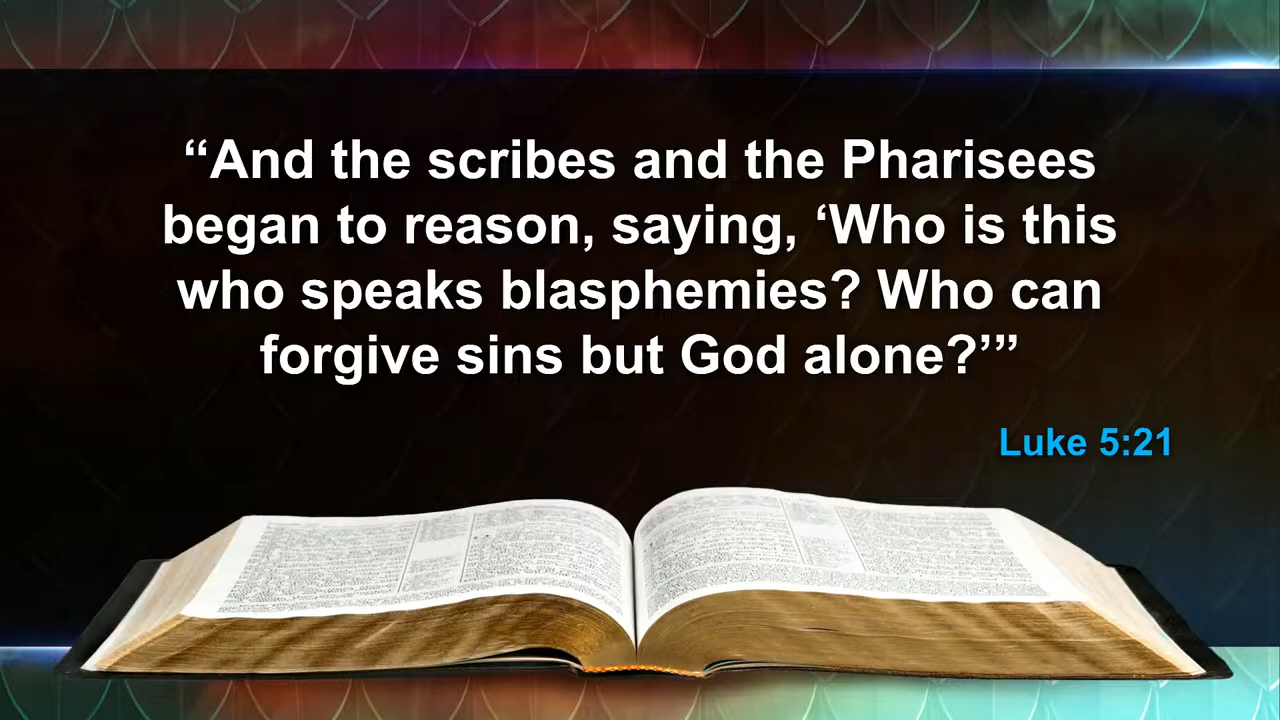 “And the scribes and the Pharisees
began to reason, saying, ‘Who is this
who speaks blasphemies? Who can
forgive sins but God alone?’”
Luke 5:21